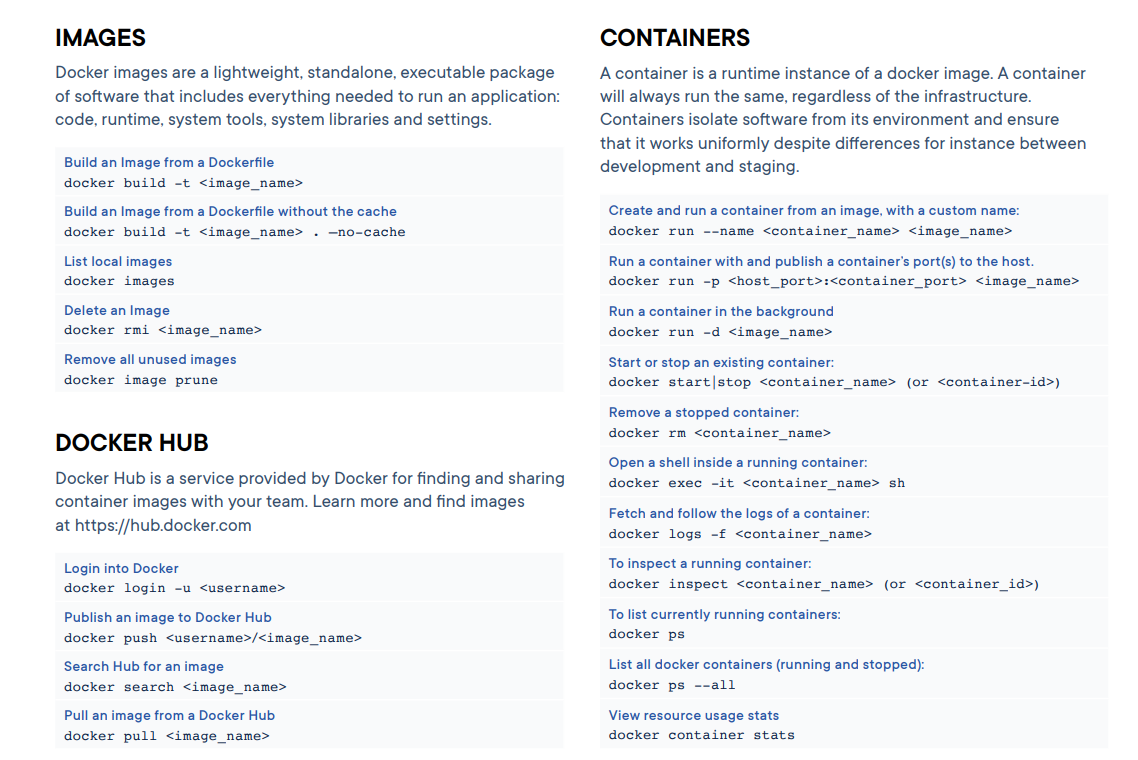 IMAGES
Docker images are a lightweight, standalone, executable package
of software that includes everything needed to run an application:
code, runtime, system tools, system libraries and settings.
Build an Image from a Dockerfile
docker build -t <image_name>
Build an Image from a Dockerfile without the cache
docker build -t <image_name> . –no-cache
List local images
docker images
Delete an Image
docker rmi <image_name>
Remove all unused images
docker image prune
DOCKER HUB
Docker Hub is a service provided by Docker for finding and sharing
container images with your team. Learn more and find images
at https://hub.docker.com
Login into Docker
docker login -u <username>
Publish an image to Docker Hub
docker push <username>/<image_name>
Search Hub for an image
docker search <image_name>
Pull an image from a Docker Hub
docker pull <image_name>
CONTAINERS
A container is a runtime instance of a docker image. A container
will always run the same, regardless of the infrastructure.
Containers isolate software from its environment and ensure
that it works uniformly despite differences for instance between
development and staging.
Create and run a container from an image, with a custom name:
docker run --name <container_name> <image_name>
Run a container with and publish a container’s port(s) to the host.
docker run -p <host_port>:<container_port> <image_name>
Run a container in the background
docker run -d <image_name>
Start or stop an existing container:
docker start|stop <container_name> (or <container-id>)
Remove a stopped container:
docker rm <container_name>
Open a shell inside a running container:
docker exec -it <container_name> sh
Fetch and follow the logs of a container:
docker logs -f <container_name>
To inspect a running container:
docker inspect <container_name> (or <container_id>)
To list currently running containers:
docker ps
List all docker containers (running and stopped):
docker ps --all
View resource usage stats
docker container stats